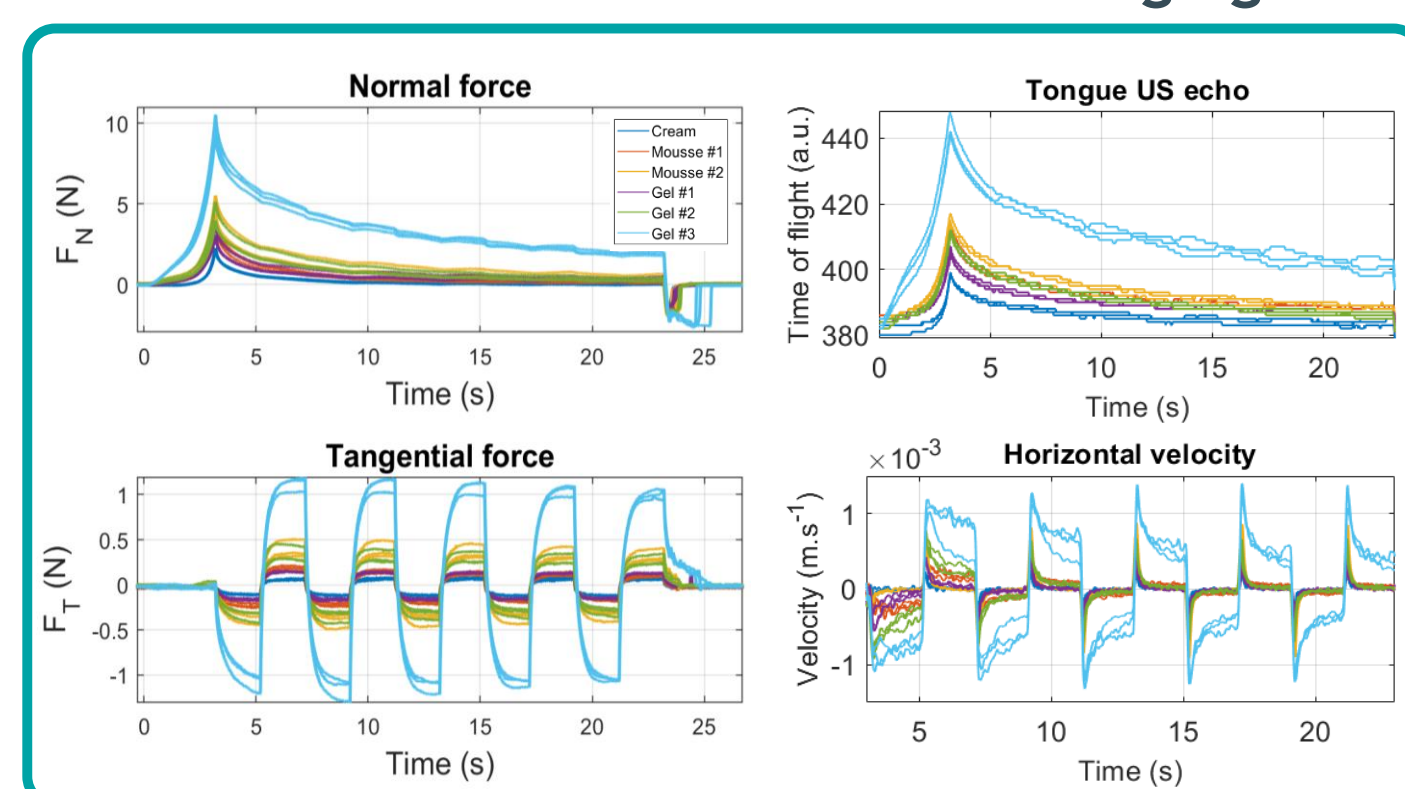 Normal force
10
5
0
F_N (N)
Cream
Mousse #1
Mousse #2
Gel #1
Gel #2
Gel #3
0 5 10 15 20 25
Time (s)
Tongue US echo
440
420
400
380
Time of flight (a.u.)
0 5 10 15 20
Time (s)
Tangential force
1
0.5
0
-0.5
-1
F_T (N)
0 5 10 15 20 25
Time (s)
×10^-3
Horizontal velocity
1
0
-1
Velocity (m.s^-1)
5 10 15 20
Time (s)